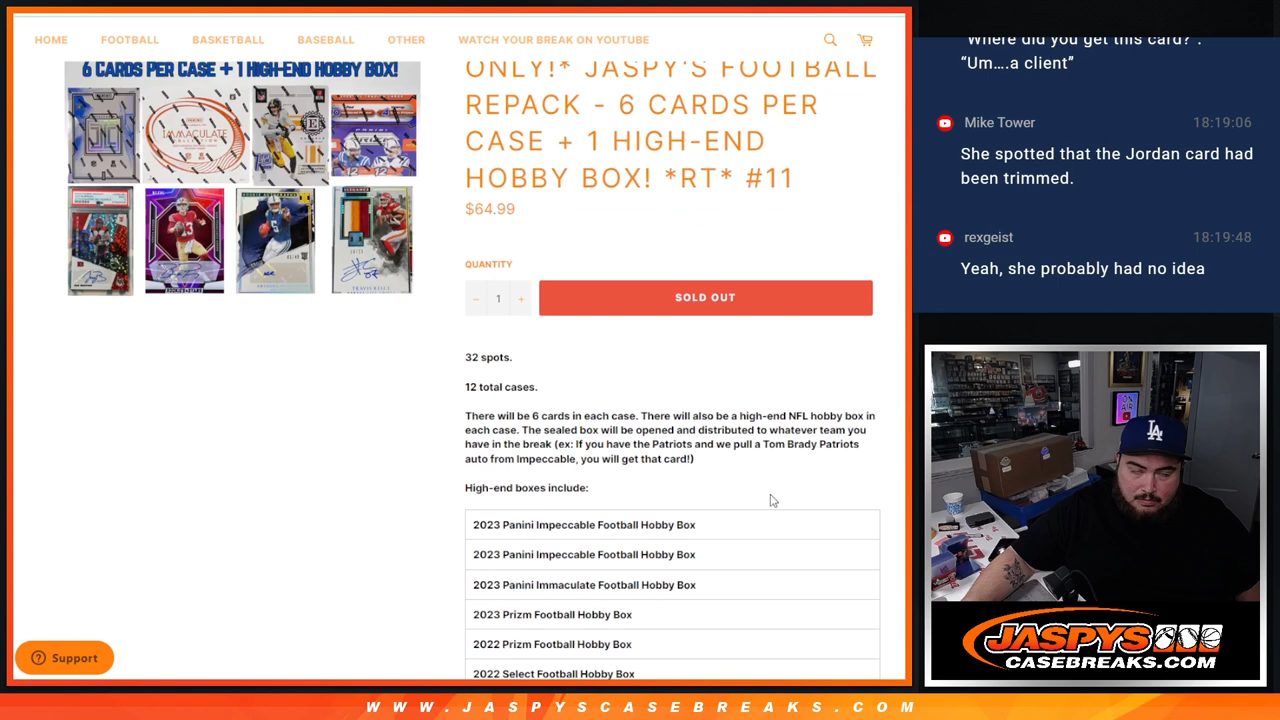 HOME FOOTBALL BASKETBALL BASEBALL OTHER WATCH YOUR BREAK ON YOUTUBE
6 CARDS PER CASE + 1 HIGH-END HOBBY BOX!
IMMACULATE
ONLY!* JASPY'S FOOTBALL
REPACK - 6 CARDS PER
CASE + 1 HIGH-END
HOBBY BOX! *RT* #11
$64.99
QUANTITY
− 1 +
SOLD OUT
32 spots.
12 total cases.
There will be 6 cards in each case. There will also be a high-end NFL hobby box in
each case. The sealed box will be opened and distributed to whatever team you
have in the break (ex: If you have the Patriots and we pull a Tom Brady Patriots
auto from Impeccable, you will get that card!)
High-end boxes include:
2023 Panini Impeccable Football Hobby Box
2023 Panini Impeccable Football Hobby Box
2023 Panini Immaculate Football Hobby Box
2023 Prizm Football Hobby Box
2022 Prizm Football Hobby Box
2022 Select Football Hobby Box
Support
"Where did you get this card?".
"Um….a client"
Mike Tower 18:19:06
She spotted that the Jordan card had
been trimmed.
rexgeist 18:19:48
Yeah, she probably had no idea
ON
AIR
LA
JASPYS
CASEBREAKS.COM
WWW.JASPYSCASEBREAKS.COM